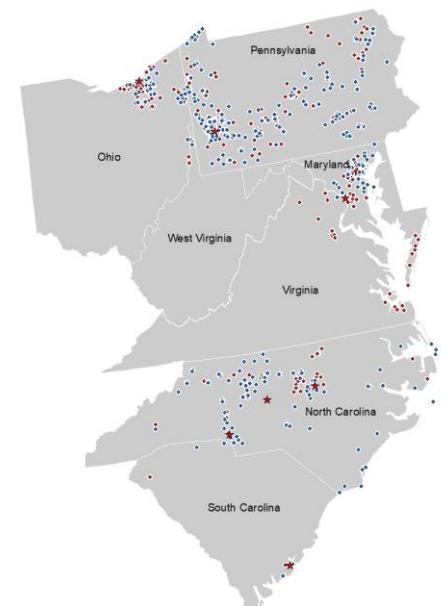 Pennsylvania
Ohio
Maryland
West Virginia
Virginia
North Carolina
South Carolina